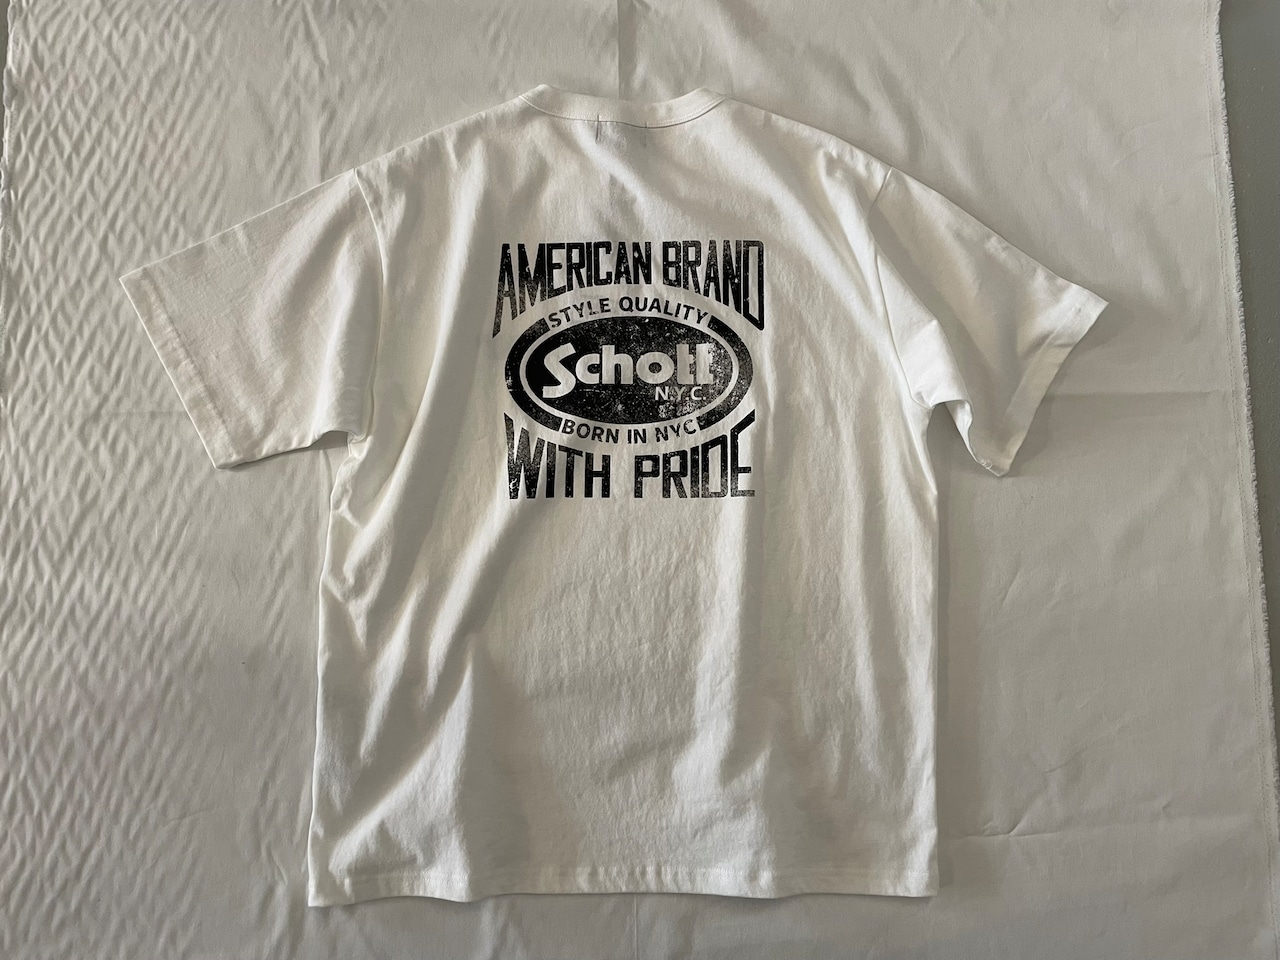 AMERICAN BRAND
STYLE QUALITY
Schott
N.Y.C.
BORN IN NYC
WITH PRIDE